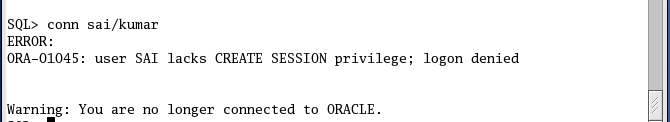 SQL> conn sai/kumar
ERROR:
ORA-01045: user SAI lacks CREATE SESSION privilege; logon denied
Warning: You are no longer connected to ORACLE.